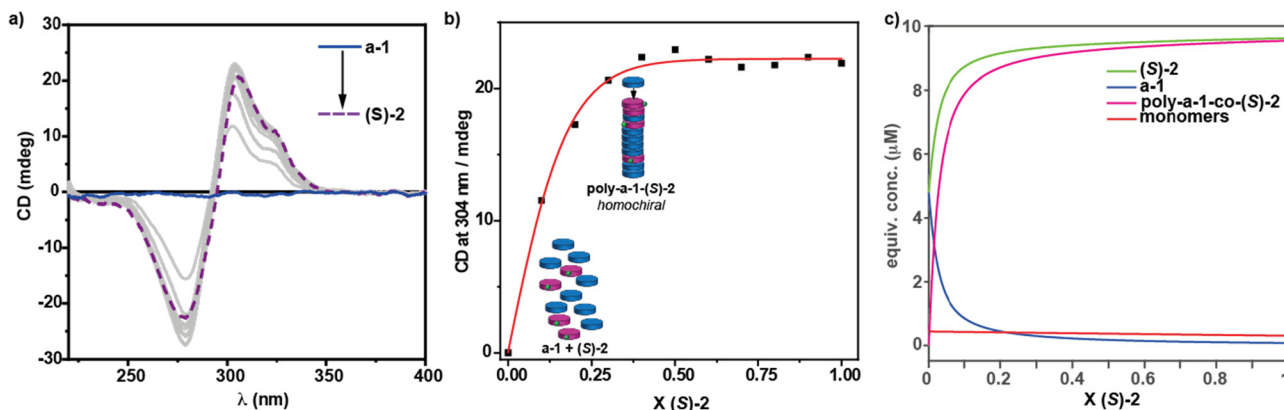 a)
CD (mdeg)
30
20
10
0
-10
-20
-30
250
300
350
400
λ (nm)
a-1
(S)-2
b)
CD at 304 nm / mdeg
20
0
0.00
0.25
0.50
0.75
1.00
X (S)-2
poly-a-1-(S)-2
homochiral
a-1 + (S)-2
c)
equiv. conc. (μM)
10
8
6
4
2
0
0
0.2
0.4
0.6
0.8
1
X (S)-2
(S)-2
a-1
poly-a-1-co-(S)-2
monomers